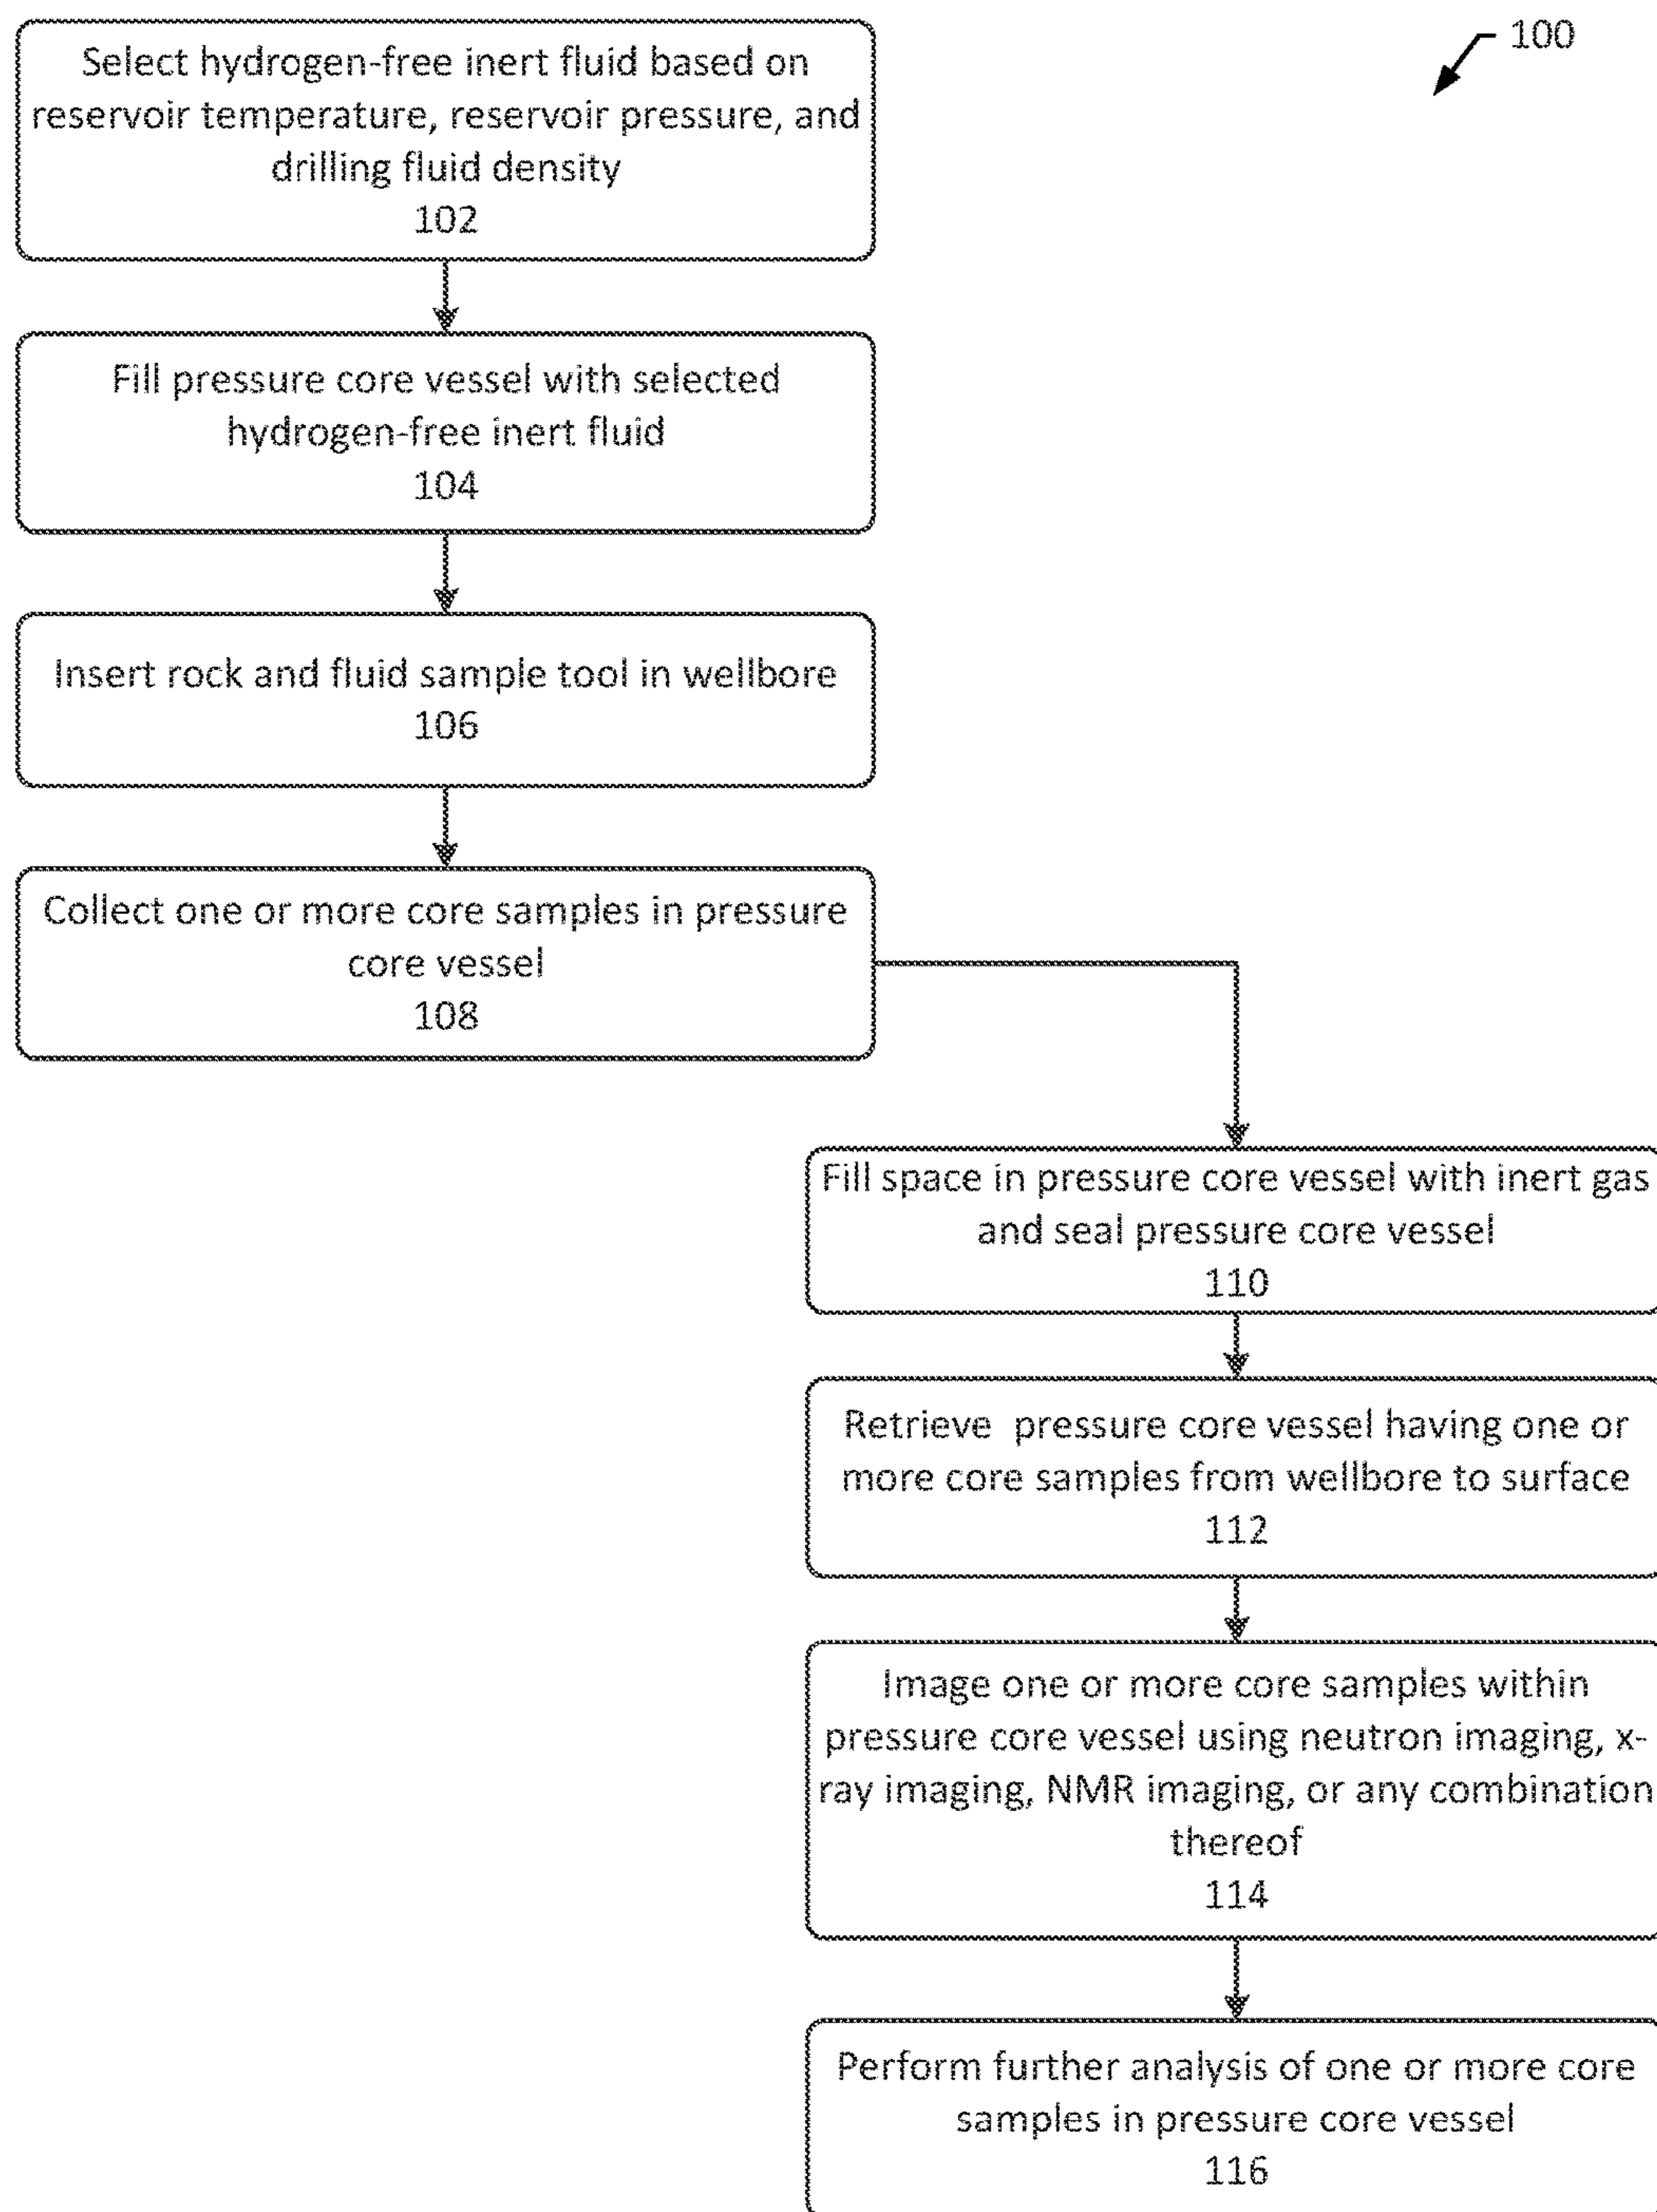 100
Select hydrogen-free inert fluid based on
reservoir temperature, reservoir pressure, and
drilling fluid density
102
Fill pressure core vessel with selected
hydrogen-free inert fluid
104
Insert rock and fluid sample tool in wellbore
106
Collect one or more core samples in pressure
core vessel
108
Fill space in pressure core vessel with inert gas
and seal pressure core vessel
110
Retrieve pressure core vessel having one or
more core samples from wellbore to surface
112
Image one or more core samples within
pressure core vessel using neutron imaging, x-
ray imaging, NMR imaging, or any combination
thereof
114
Perform further analysis of one or more core
samples in pressure core vessel
116